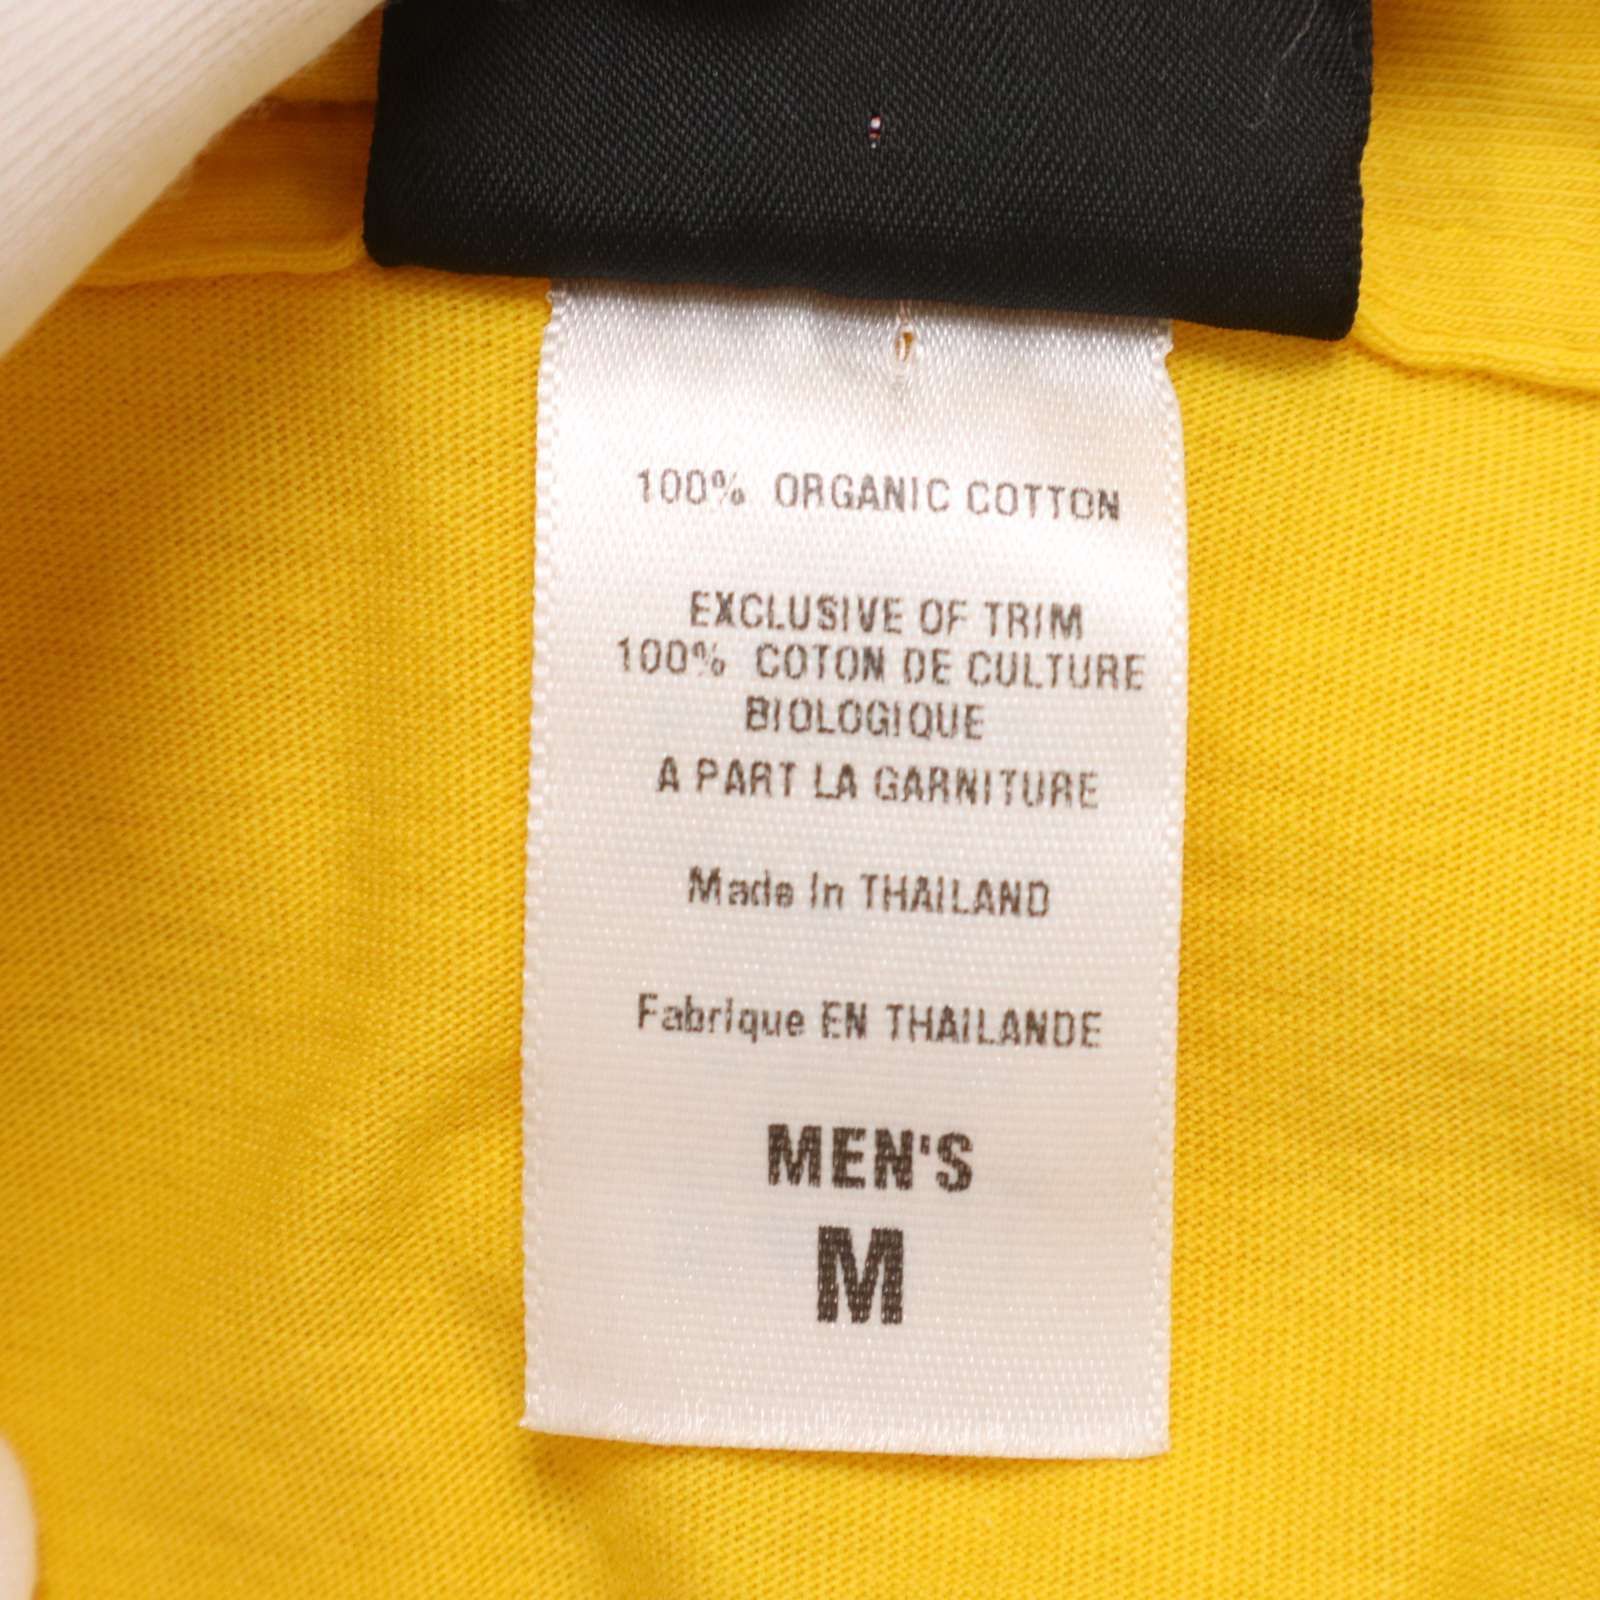 100% ORGANIC COTTON
EXCLUSIVE OF TRIM
100% COTON DE CULTURE
BIOLOGIQUE
A PART LA GARNITURE
Made In THAILAND
Fabrique EN THAILANDE
MEN'S
M